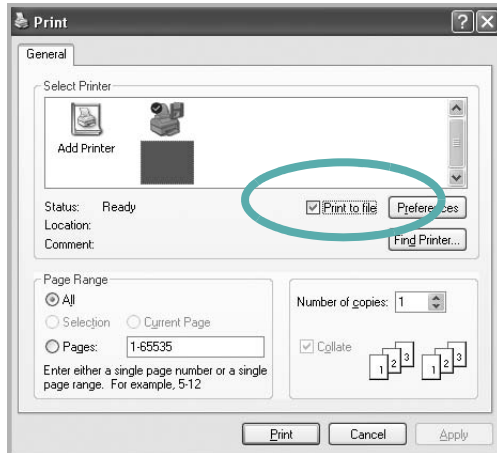 Print
General
Select Printer
Add Printer
Status: Ready
Location:
Comment:
Print to file
Preferences
Find Printer...
Page Range
All
Selection
Current Page
Pages:
1-65535
Enter either a single page number or a single
page range. For example, 5-12
Number of copies: 1
Collate
1 2 3 1 2 3
Print
Cancel
Apply